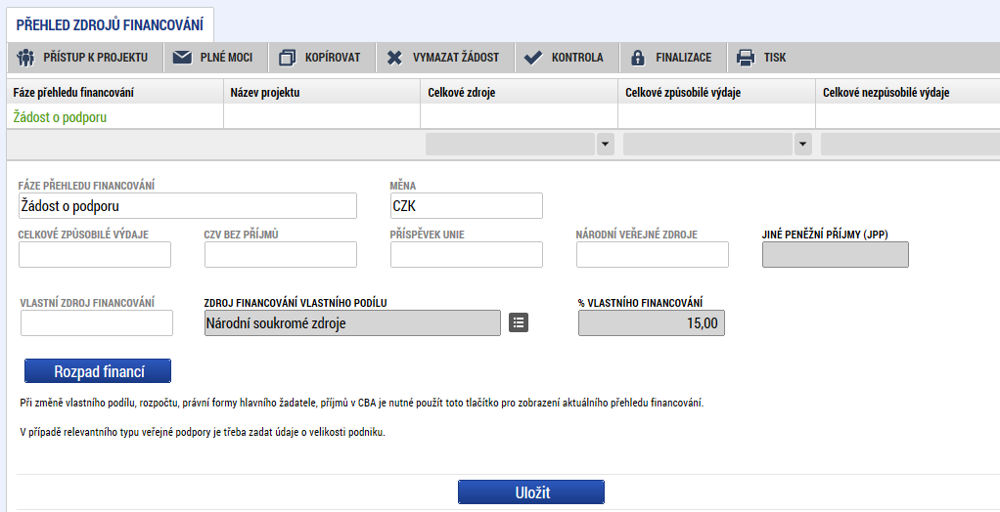 PŘEHLED ZDROJŮ FINANCOVÁNÍ
PŘÍSTUP K PROJEKTU PLNÉ MOCI KOPÍROVAT VYMAZAT ŽÁDOST KONTROLA FINALIZACE TISK
Fáze přehledu financování Název projektu Celkové zdroje Celkové způsobilé výdaje Celkové nezpůsobilé výdaje
Žádost o podporu
FÁZE PŘEHLEDU FINANCOVÁNÍ MĚNA
Žádost o podporu CZK
CELKOVÉ ZPŮSOBILÉ VÝDAJE CZV BEZ PŘÍJMŮ PŘÍSPĚVEK UNIE NÁRODNÍ VEŘEJNÉ ZDROJE JINÉ PENĚŽNÍ PŘÍJMY (JPP)
VLASTNÍ ZDROJ FINANCOVÁNÍ ZDROJ FINANCOVÁNÍ VLASTNÍHO PODÍLU % VLASTNÍHO FINANCOVÁNÍ
Národní soukromé zdroje 15,00
Rozpad financí
Při změně vlastního podílu, rozpočtu, právní formy hlavního žadatele, příjmů v CBA je nutné použít toto tlačítko pro zobrazení aktuálního přehledu financování.
V případě relevantního typu veřejné podpory je třeba zadat údaje o velikosti podniku.
Uložit